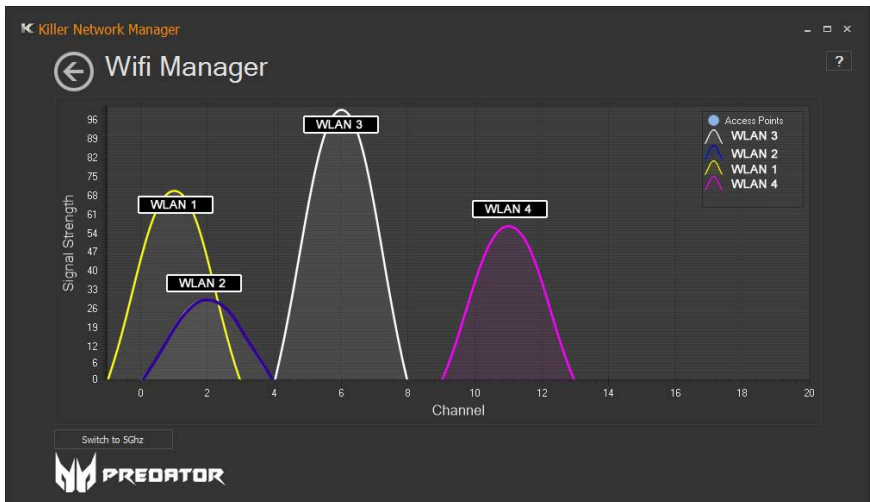 Killer Network Manager
Wifi Manager
?
96
89
82
75
68
61
54
47
40
33
26
19
12
6
0
Signal Strength
WLAN 1
WLAN 2
WLAN 3
WLAN 4
Access Points
WLAN 3
WLAN 2
WLAN 1
WLAN 4
0 2 4 6 8 10 12 14 16 18 20
Channel
Switch to 5Ghz
PREDATOR